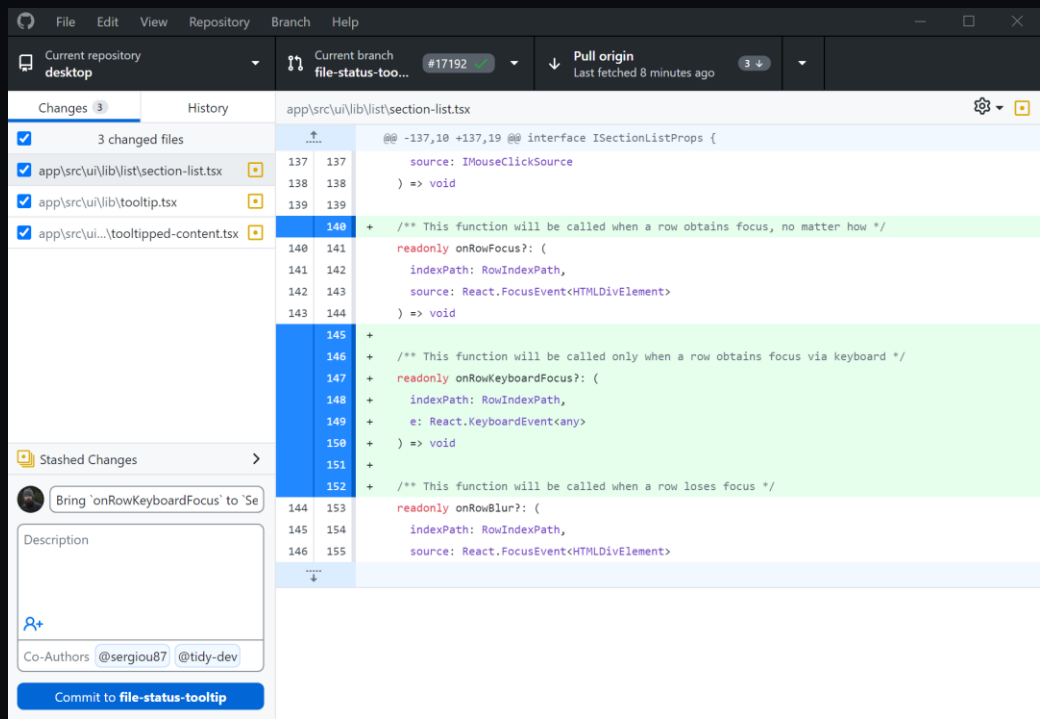 File Edit View Repository Branch Help
Current repository
desktop
Current branch
file-status-too...
#17192
Pull origin
Last fetched 8 minutes ago
3
Changes 3
History
3 changed files
app\src\ui\lib\list\section-list.tsx
app\src\ui\lib\tooltip.tsx
app\src\ui...\tooltipped-content.tsx
Stashed Changes
Bring `onRowKeyboardFocus` to `Se
Description
Co-Authors @sergiou87 @tidy-dev
Commit to file-status-tooltip
app\src\ui\lib\list\section-list.tsx
@@ -137,10 +137,19 @@ interface ISectionListProps {
137 137 source: IMouseClickSource
138 138 ) => void
139 139
140 + /** This function will be called when a row obtains focus, no matter how */
140 141 readonly onRowFocus?: (
141 142 indexPath: RowIndexPath,
142 143 source: React.FocusEvent<HTMLDivElement>
143 144 ) => void
145 +
146 + /** This function will be called only when a row obtains focus via keyboard */
147 + readonly onRowKeyboardFocus?: (
148 + indexPath: RowIndexPath,
149 + e: React.KeyboardEvent<any>
150 + ) => void
151 +
152 + /** This function will be called when a row loses focus */
144 153 readonly onRowBlur?: (
145 154 indexPath: RowIndexPath,
146 155 source: React.FocusEvent<HTMLDivElement>